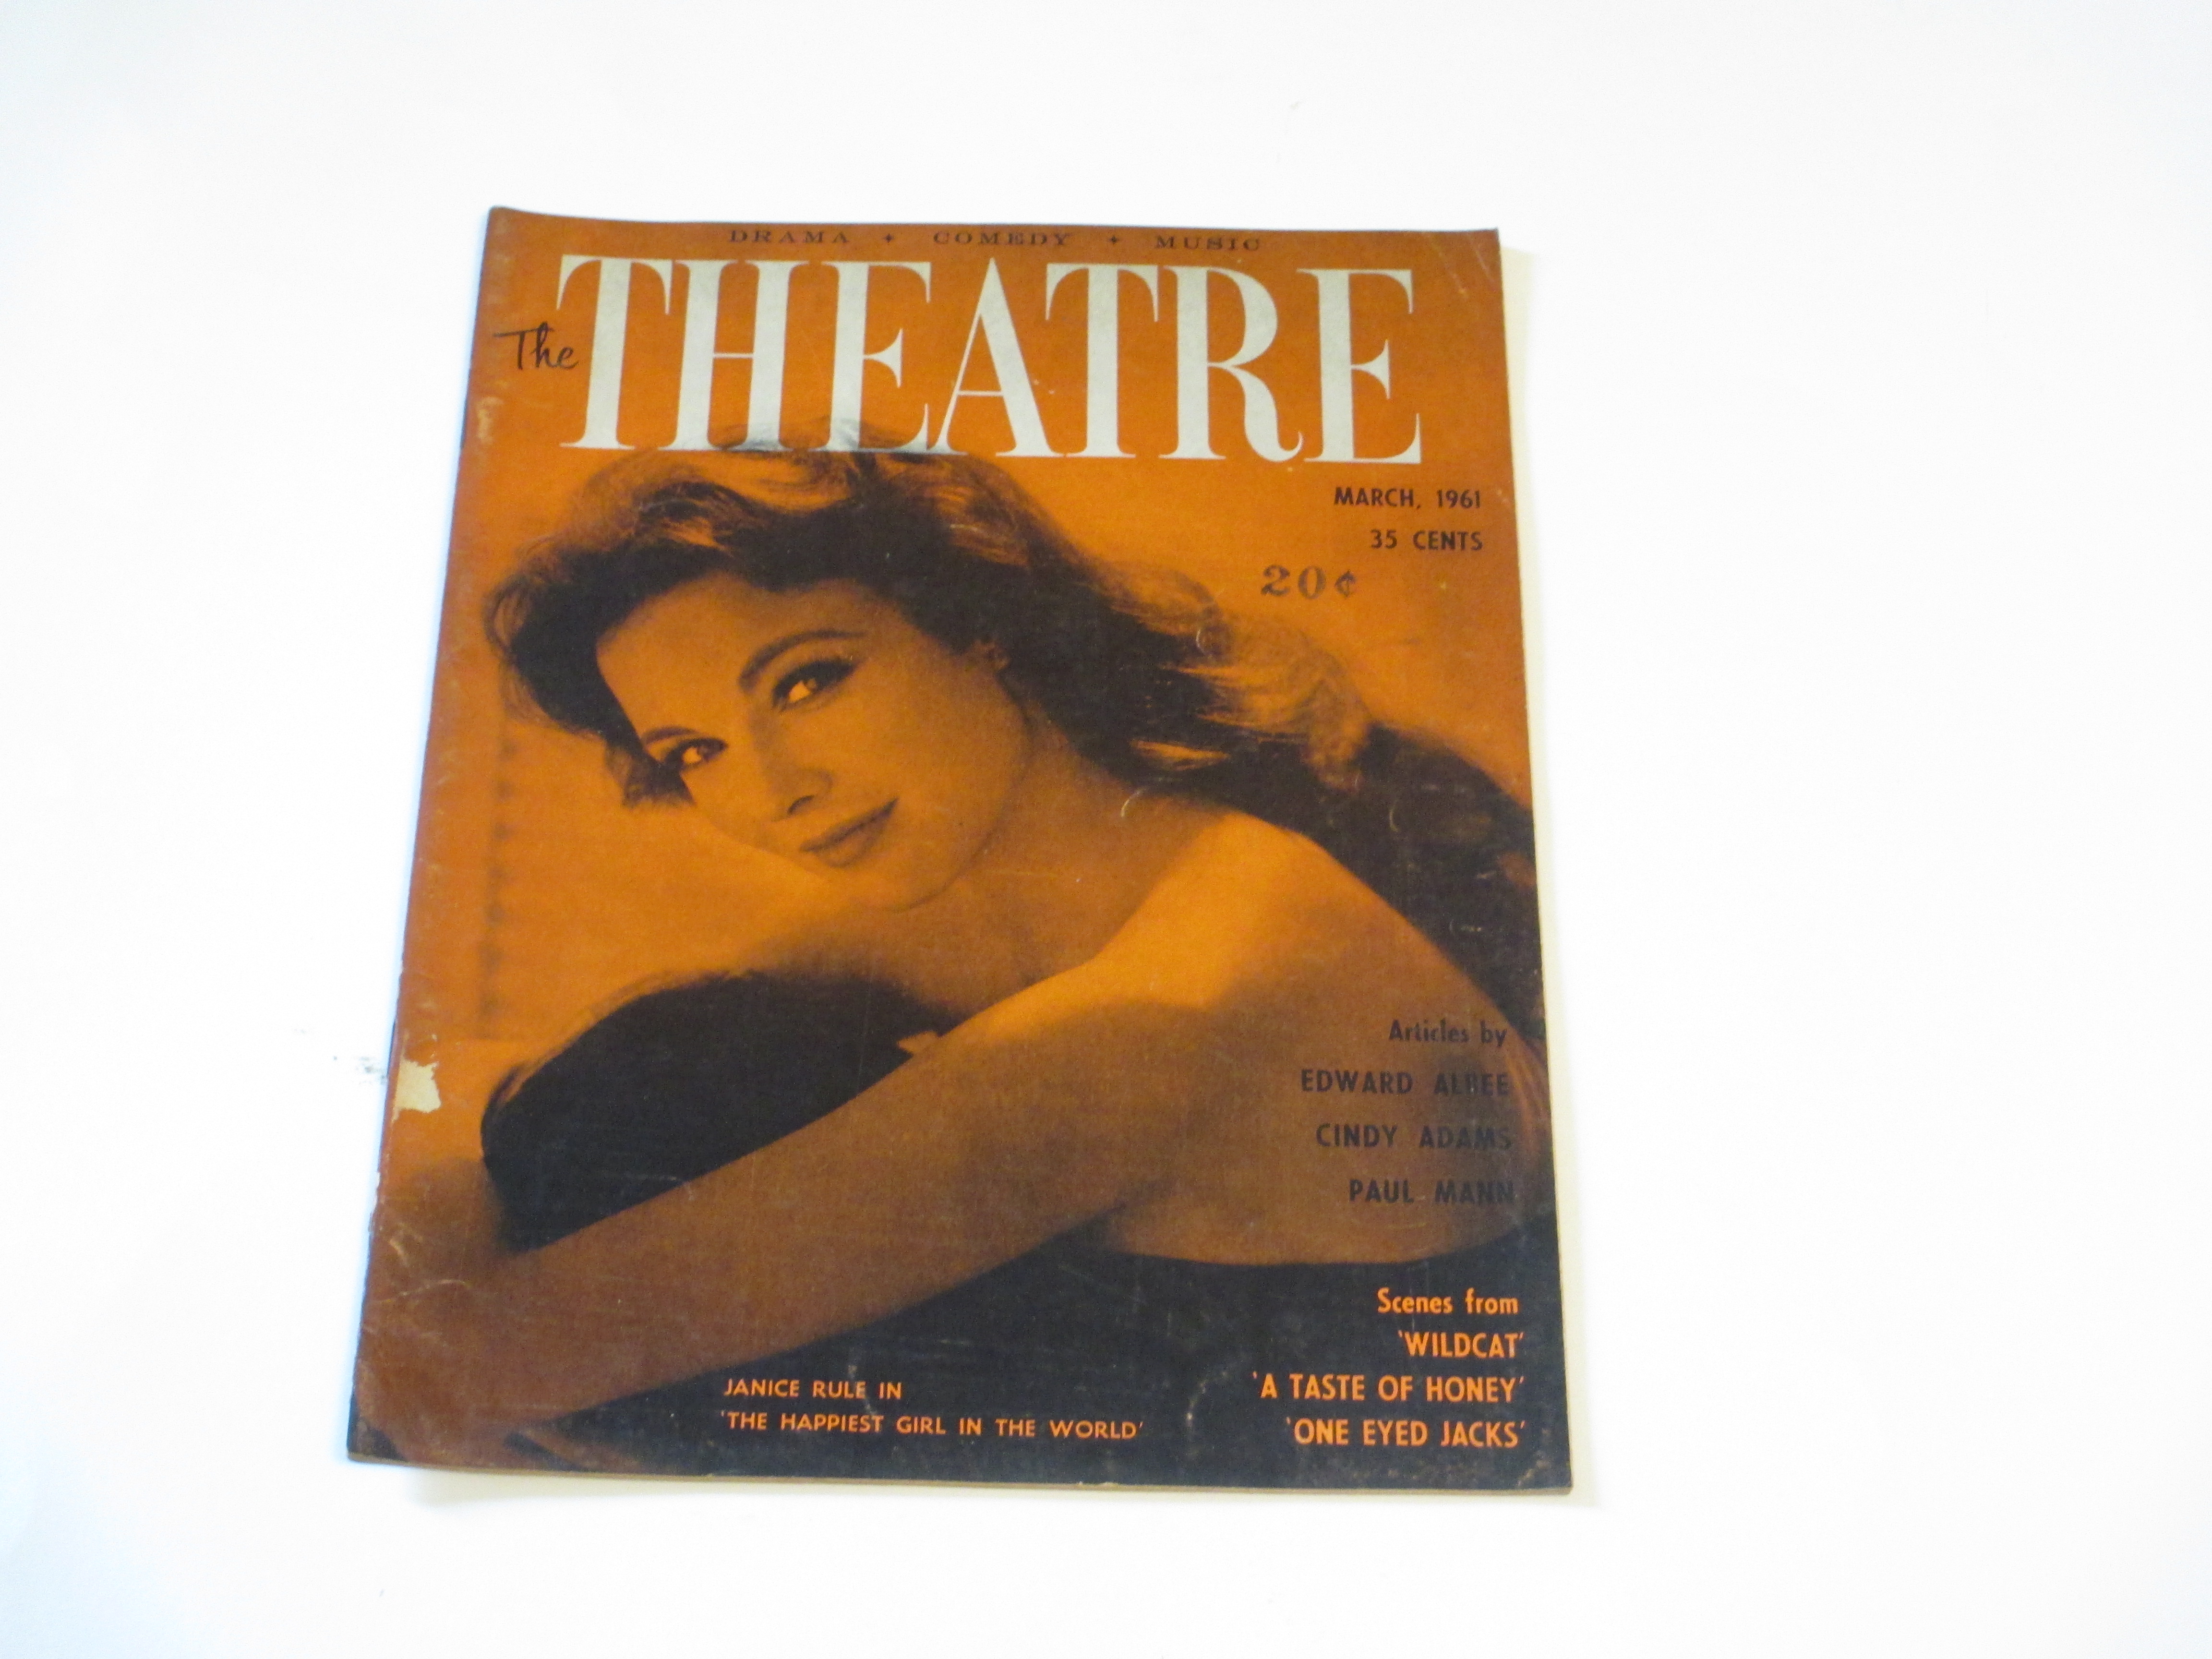 DRAMA + COMEDY + MUSIC
The THEATRE
MARCH, 1961
35 CENTS
20¢
Articles by
EDWARD ALBEE
CINDY ADAMS
PAUL MANN
Scenes from
'WILDCAT'
'A TASTE OF HONEY'
'ONE EYED JACKS'
JANICE RULE IN
'THE HAPPIEST GIRL IN THE WORLD'